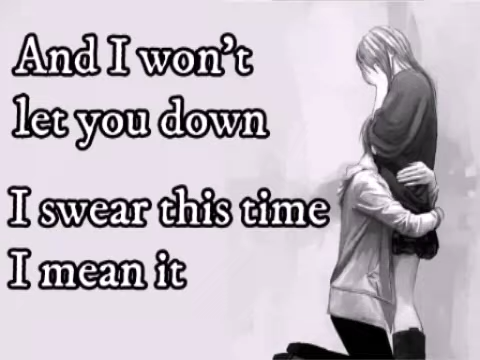 And I won't
let you down
I swear this time
I mean it